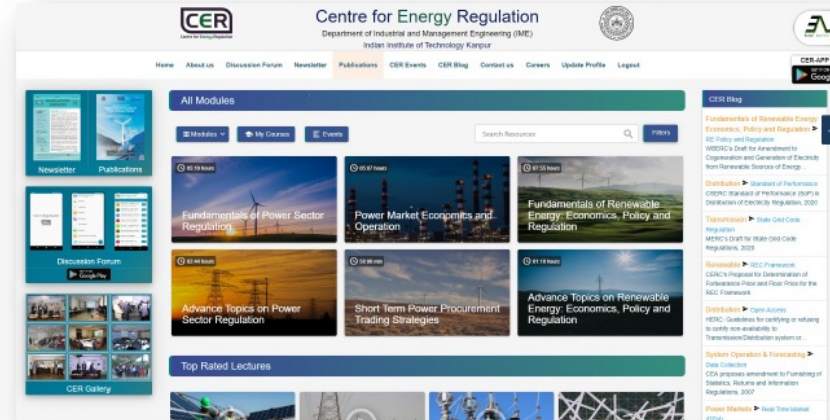 CER
Centre for Energy Regulation
Centre for Energy Regulation
Department of Industrial and Management Engineering (IME)
Indian Institute of Technology Kanpur
CER-APP
Home About us Discussion Forum Newsletter Publications CER Events CER Blog Contact us Careers Update Profile Logout
Newsletter Publications
Discussion Forum
Google Play
CER Gallery
All Modules
Modules My Courses Events
Search Resources
Filters
05:19 hours
Fundamentals of Power Sector
Regulation
05:07 hours
Power Market Economics and
Operation
07:55 hours
Fundamentals of Renewable
Energy: Economics, Policy and
Regulation
02:44 hours
Advance Topics on Power
Sector Regulation
Short Term Power Procurement
Trading Strategies
01:18 hours
Advance Topics on Renewable
Energy: Economics, Policy and
Regulation
Top Rated Lectures
CER Blog
Fundamentals of Renewable Energy:
Economics, Policy and Regulation ➤
RE Policy and Regulation
WBERC's Draft for Amendment to
Cogeneration and Generation of Electricity
from Renewable Sources of Energy ..
Distribution ➤ Standard of Performance
OSERC Standard of Performance (SoP) in
Distribution of Electricity Regulation, 2020
Transmission ➤ State Grid Code
Regulation
MERC's Draft for State Grid Code
Regulations, 2020
Renewable ➤ REC Framework
CERC's Proposal for Determination of
Forbearance Price and Floor Price for the
REC Framework
Distribution ➤ Open Access
HERC: Guidelines for certifying or refusing
to certify non-availability to
Transmission/Distribution system or..
System Operation & Forecasting ➤
Data Collection
CEA proposes amendment to Furnishing of
Statistics, Returns and Information
Regulations, 2007
Power Markets ➤ Real Time Market